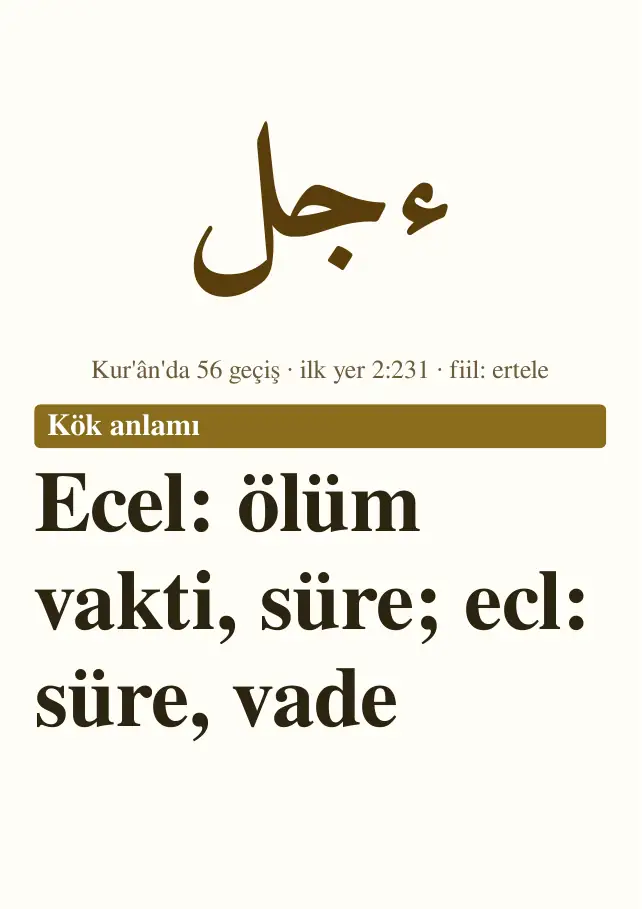 ءجل
Kur'ân'da 56 geçiş · ilk yer 2:231 · fiil: ertele
Kök anlamı
Ecel: ölüm
vakti, süre; ecl:
süre, vade